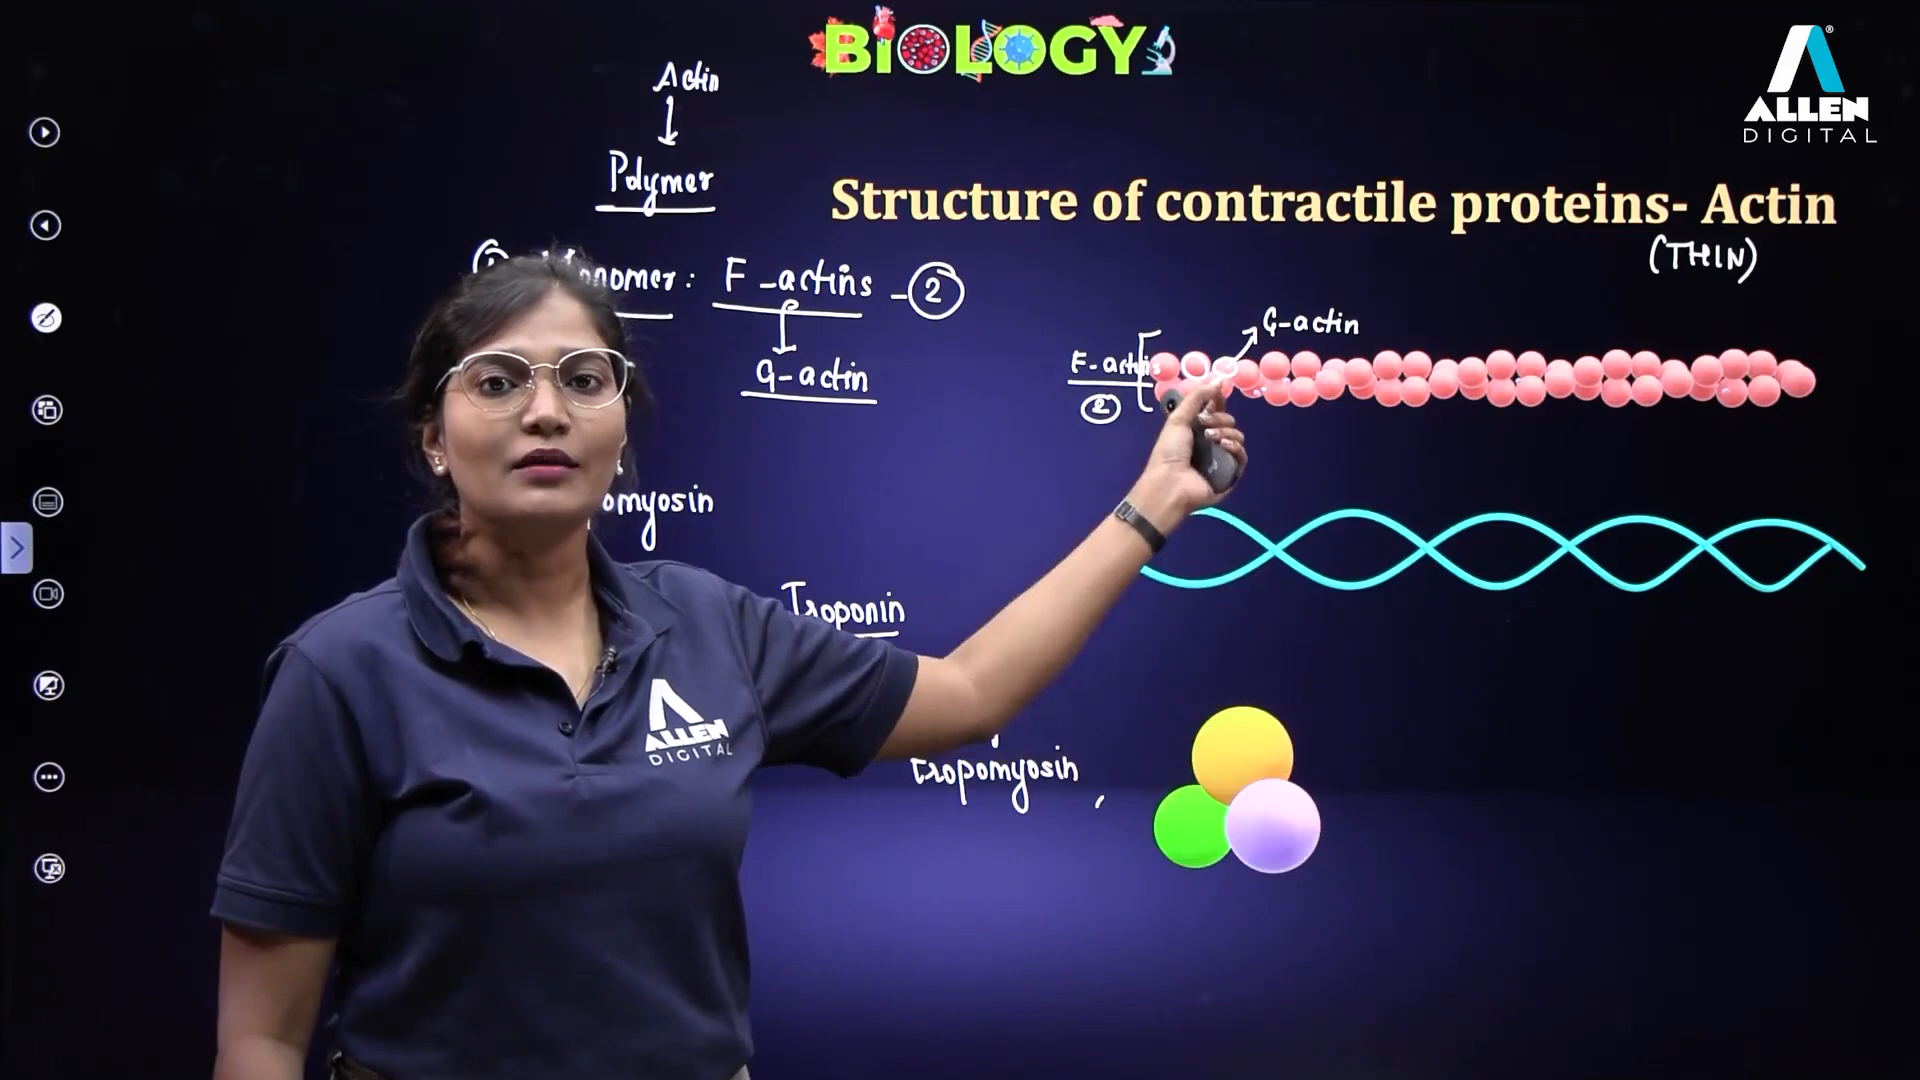 BIOLOGY
ALLEN
DIGITAL
Actin
Polymer
Structure of contractile proteins- Actin
(THIN)
F-actins - 2
G-actin
G-actin
2
omyosin
Troponin
Tropomyosin ,
ALLEN
DIGITAL